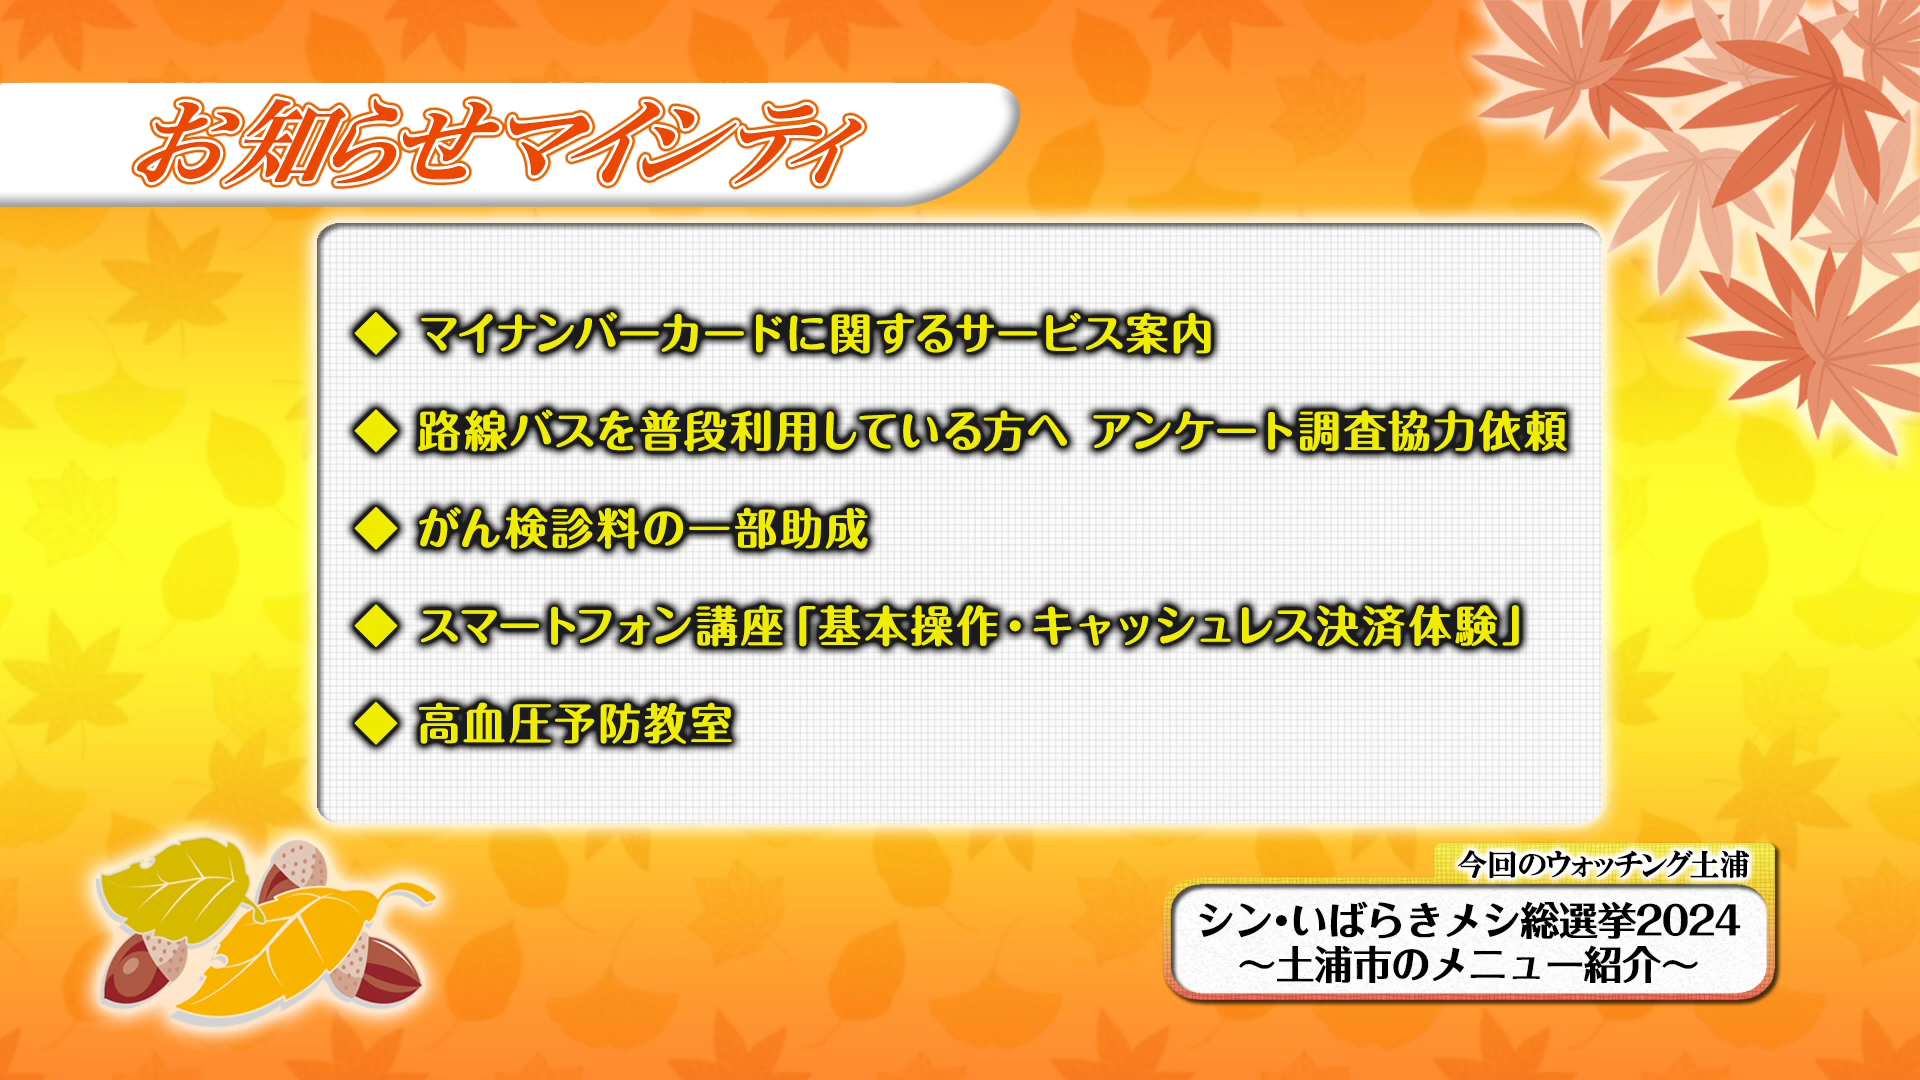 お知らせマイシティ
◆ マイナンバーカードに関するサービス案内
◆ 路線バスを普段利用している方へ アンケート調査協力依頼
◆ がん検診料の一部助成
◆ スマートフォン講座「基本操作・キャッシュレス決済体験」
◆ 高血圧予防教室
今回のウォッチング土浦
シン・いばらきメシ総選挙2024
～土浦市のメニュー紹介～